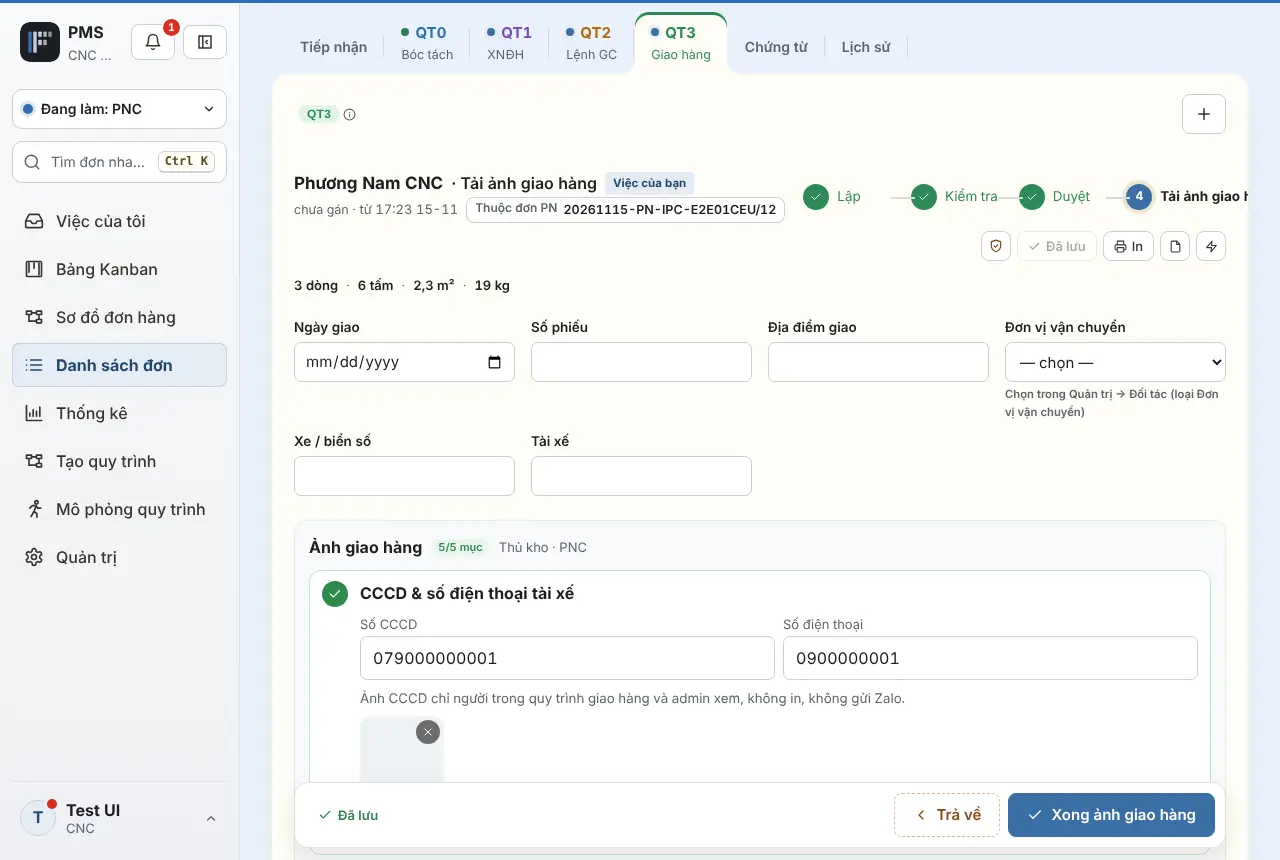 PMS
CNC ...
1
Đang làm: PNC
Tìm đơn nha...
Ctrl K
Việc của tôi
Bảng Kanban
Sơ đồ đơn hàng
Danh sách đơn
Thống kê
Tạo quy trình
Mô phỏng quy trình
Quản trị
T
Test UI
CNC
Tiếp nhận
QT0
Bóc tách
QT1
XNĐH
QT2
Lệnh GC
QT3
Giao hàng
Chứng từ
Lịch sử
QT3
Phương Nam CNC · Tải ảnh giao hàng
Việc của bạn
chưa gán · từ 17:23 15-11
Thuộc đơn PN 20261115-PN-IPC-E2E01CEU/12
Lập
Kiểm tra
Duyệt
4
Tải ảnh giao h
Đã lưu
In
3 dòng · 6 tấm · 2,3 m² · 19 kg
Ngày giao
mm/dd/yyyy
Số phiếu
Địa điểm giao
Đơn vị vận chuyển
— chọn —
Chọn trong Quản trị → Đối tác (loại Đơn
vị vận chuyển)
Xe / biển số
Tài xế
Ảnh giao hàng
5/5 mục
Thủ kho · PNC
CCCD & số điện thoại tài xế
Số CCCD
079000000001
Số điện thoại
0900000001
Ảnh CCCD chỉ người trong quy trình giao hàng và admin xem, không in, không gửi Zalo.
Đã lưu
Trả về
Xong ảnh giao hàng